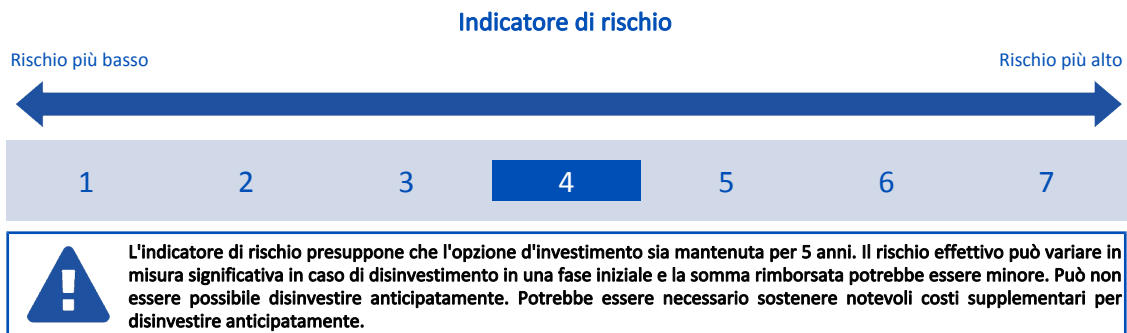 Indicatore di rischio
Rischio più basso
Rischio più alto
1 2 3 4 5 6 7
L'indicatore di rischio presuppone che l'opzione d'investimento sia mantenuta per 5 anni. Il rischio effettivo può variare in
misura significativa in caso di disinvestimento in una fase iniziale e la somma rimborsata potrebbe essere minore. Può non
essere possibile disinvestire anticipatamente. Potrebbe essere necessario sostenere notevoli costi supplementari per
disinvestire anticipatamente.